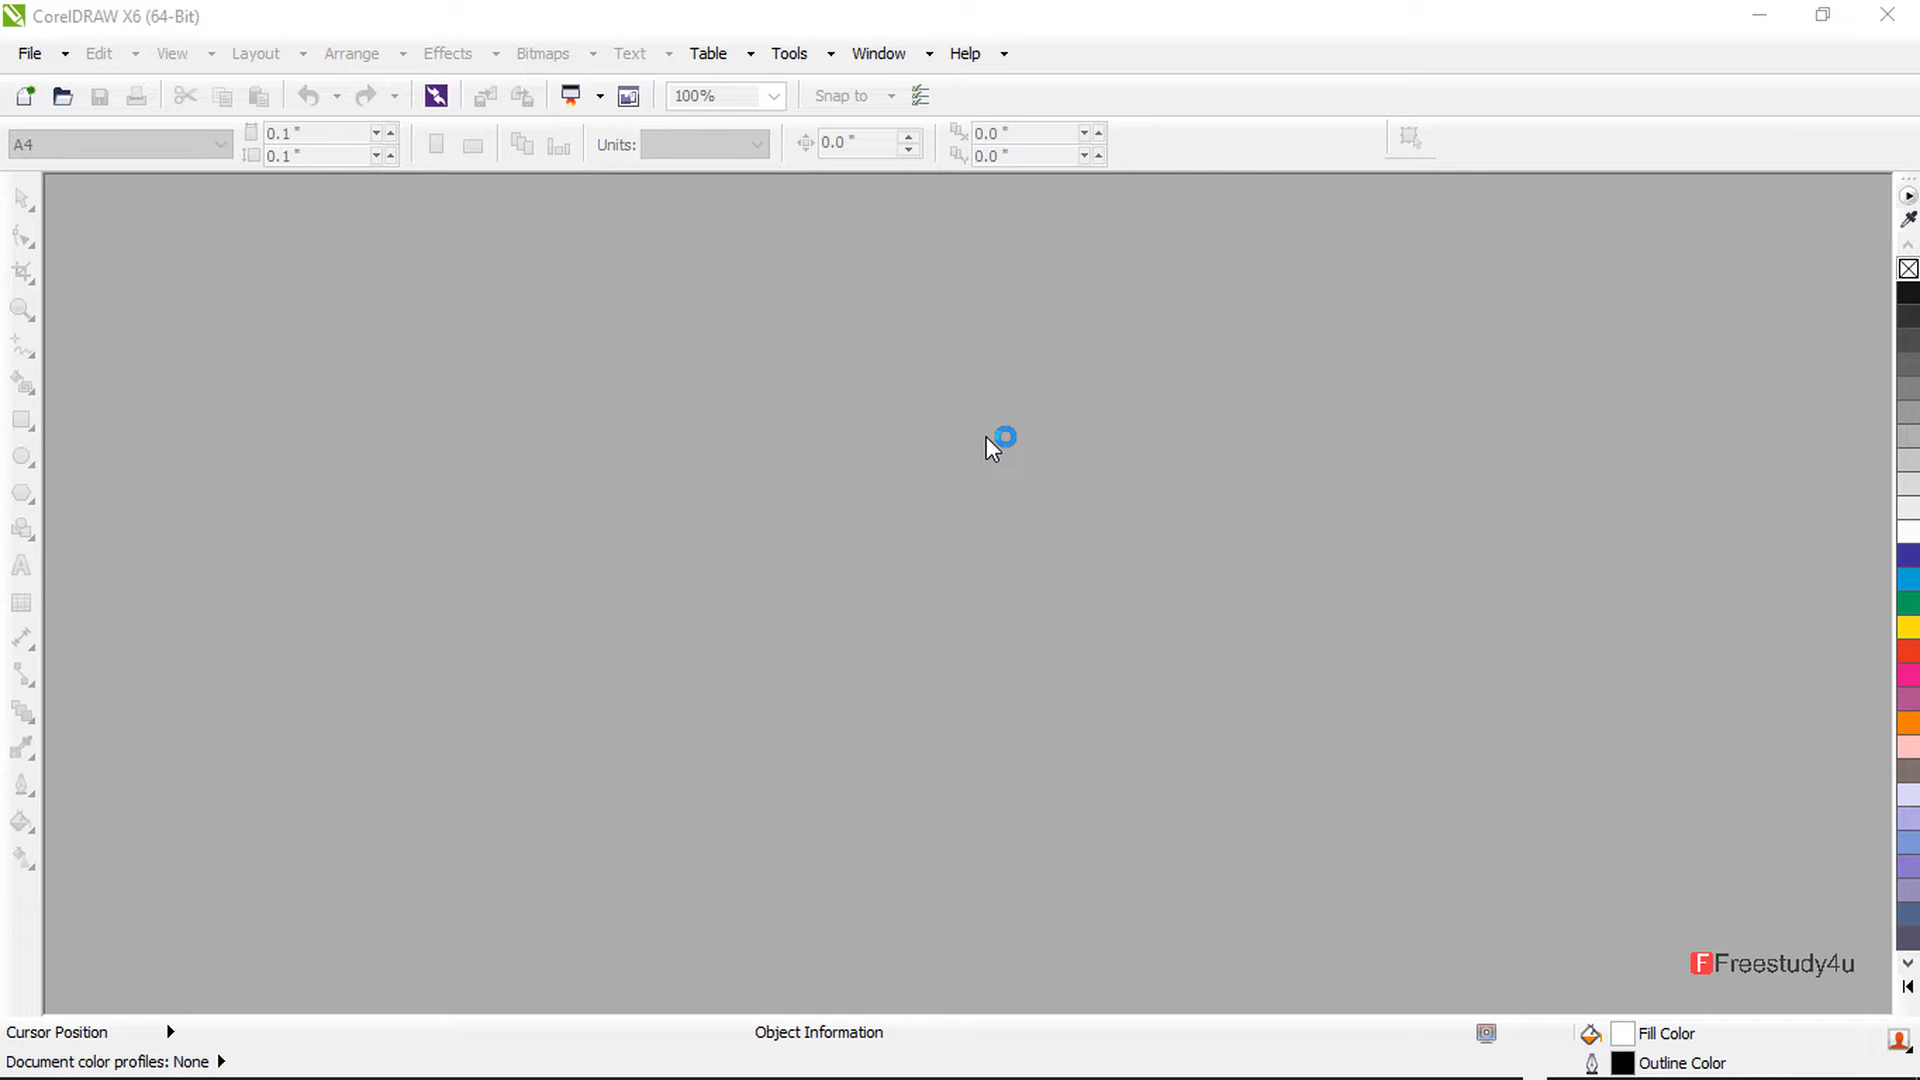 CorelDRAW X6 (64-Bit)
File Edit View Layout Arrange Effects Bitmaps Text Table Tools Window Help
100% Snap to
A4 0.1 " Units: 0.0 " 0.0 "
0.1 " 0.0 "
A
FFreestudy4u
Cursor Position Object Information Fill Color
Document color profiles: None Outline Color